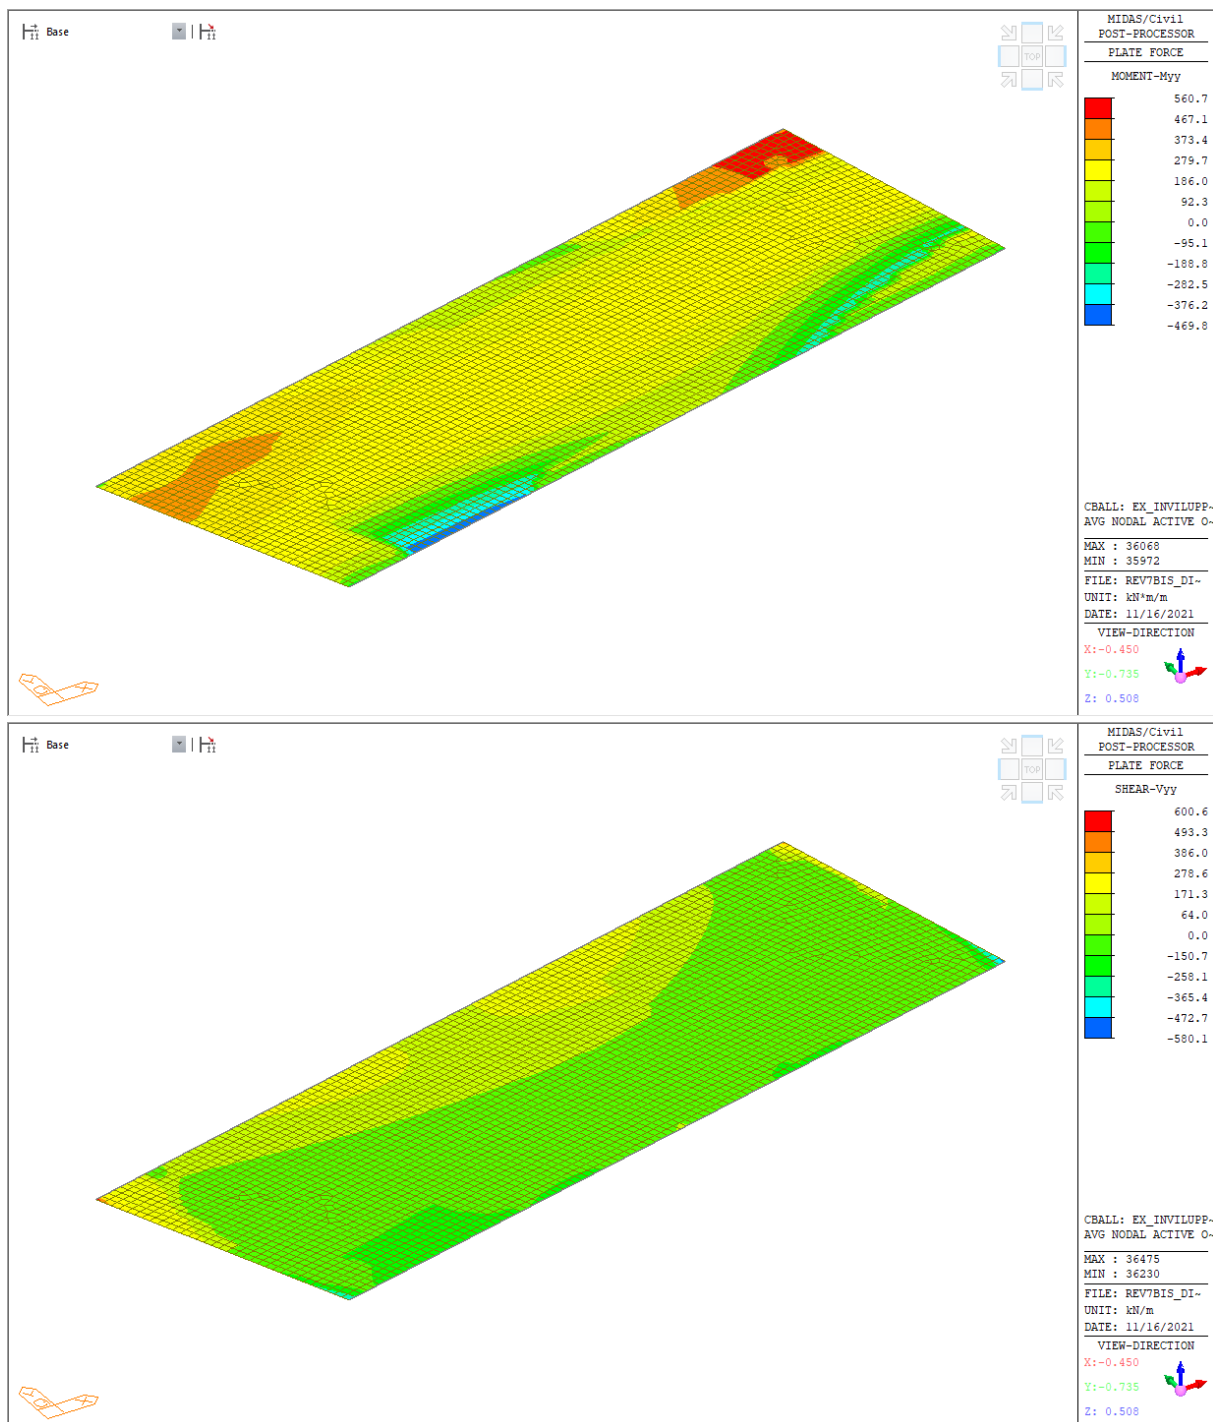 Base
TOP
MIDAS/Civil
POST-PROCESSOR
PLATE FORCE
MOMENT-Myy
560.7
467.1
373.4
279.7
186.0
92.3
0.0
-95.1
-188.8
-282.5
-376.2
-469.8
CBALL: EX_INVILUPP~
AVG NODAL ACTIVE O~
MAX : 36068
MIN : 35972
FILE: REV7BIS_DI~
UNIT: kN*m/m
DATE: 11/16/2021
VIEW-DIRECTION
X:-0.450
Y:-0.735
Z: 0.508
Base
TOP
MIDAS/Civil
POST-PROCESSOR
PLATE FORCE
SHEAR-Vyy
600.6
493.3
386.0
278.6
171.3
64.0
0.0
-150.7
-258.1
-365.4
-472.7
-580.1
CBALL: EX_INVILUPP~
AVG NODAL ACTIVE O~
MAX : 36475
MIN : 36230
FILE: REV7BIS_DI~
UNIT: kN/m
DATE: 11/16/2021
VIEW-DIRECTION
X:-0.450
Y:-0.735
Z: 0.508